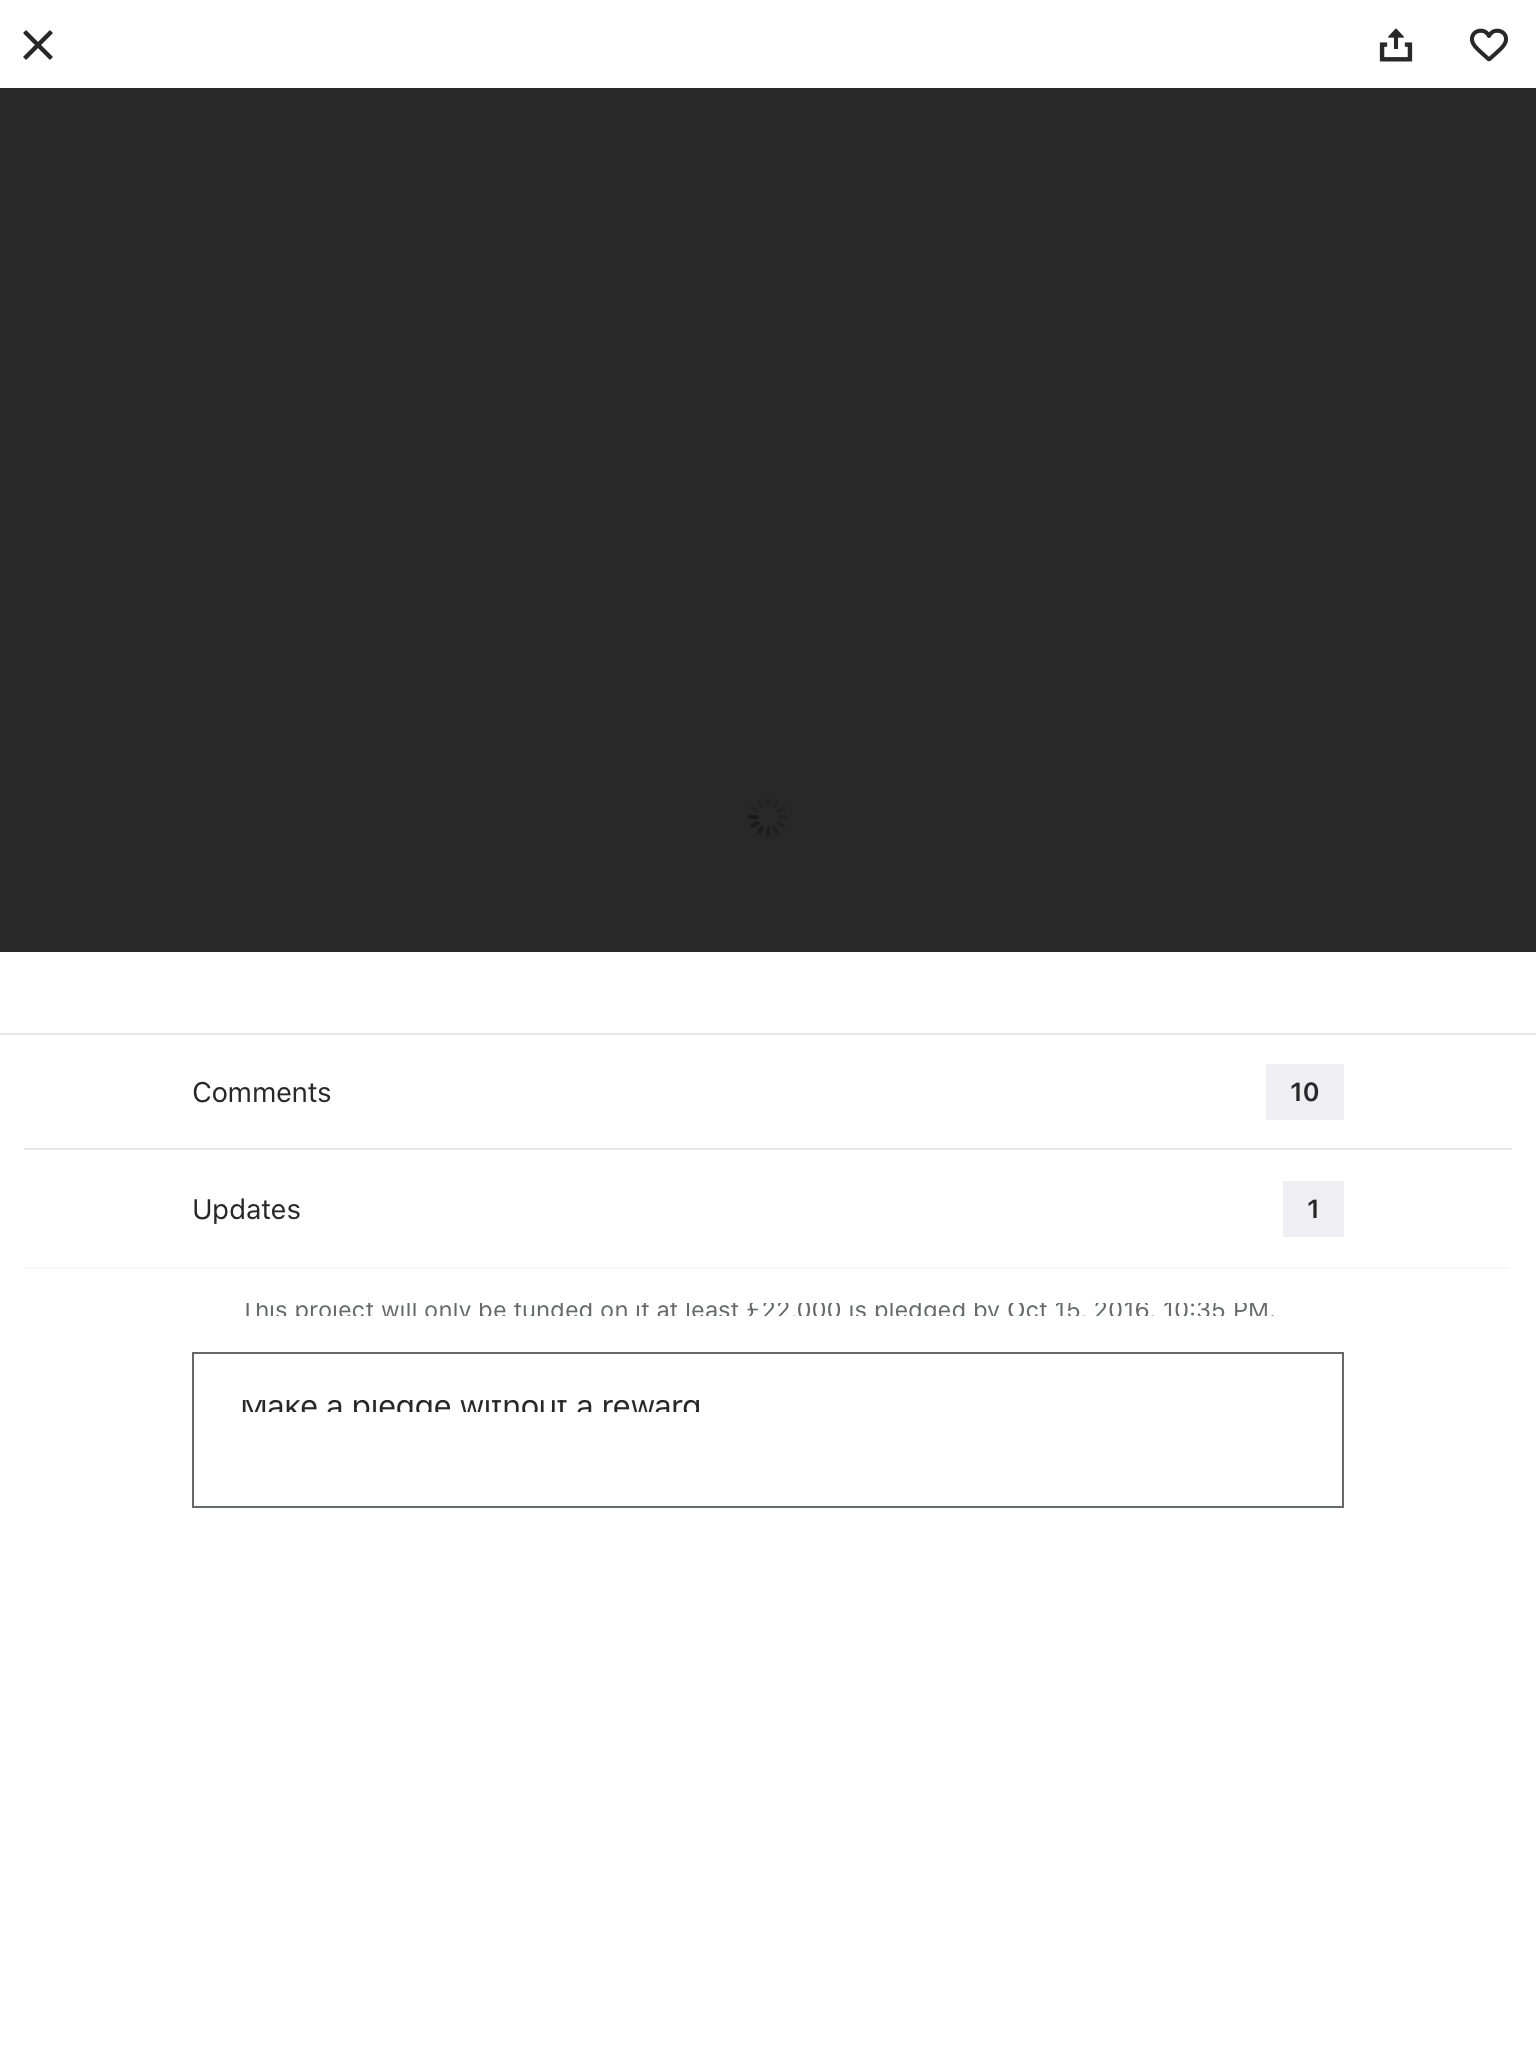 Comments
10
Updates
1
This project will only be funded on if at least £22,000 is pledged by Oct 15, 2016, 10:35 PM.
Make a pledge without a reward